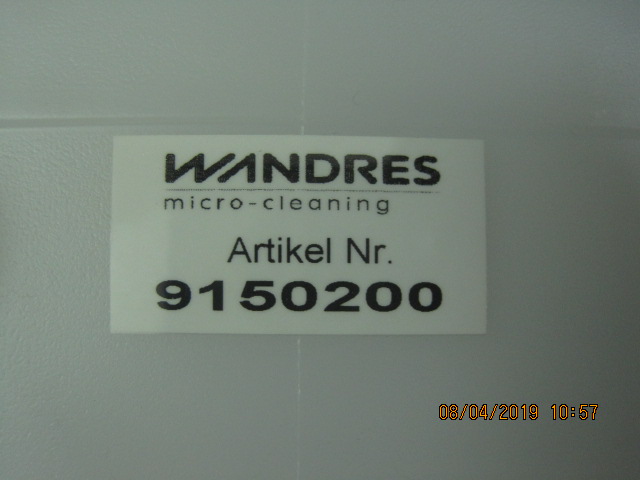 WANDRES
micro-cleaning
Artikel Nr.
9150200
08/04/2019 10:57